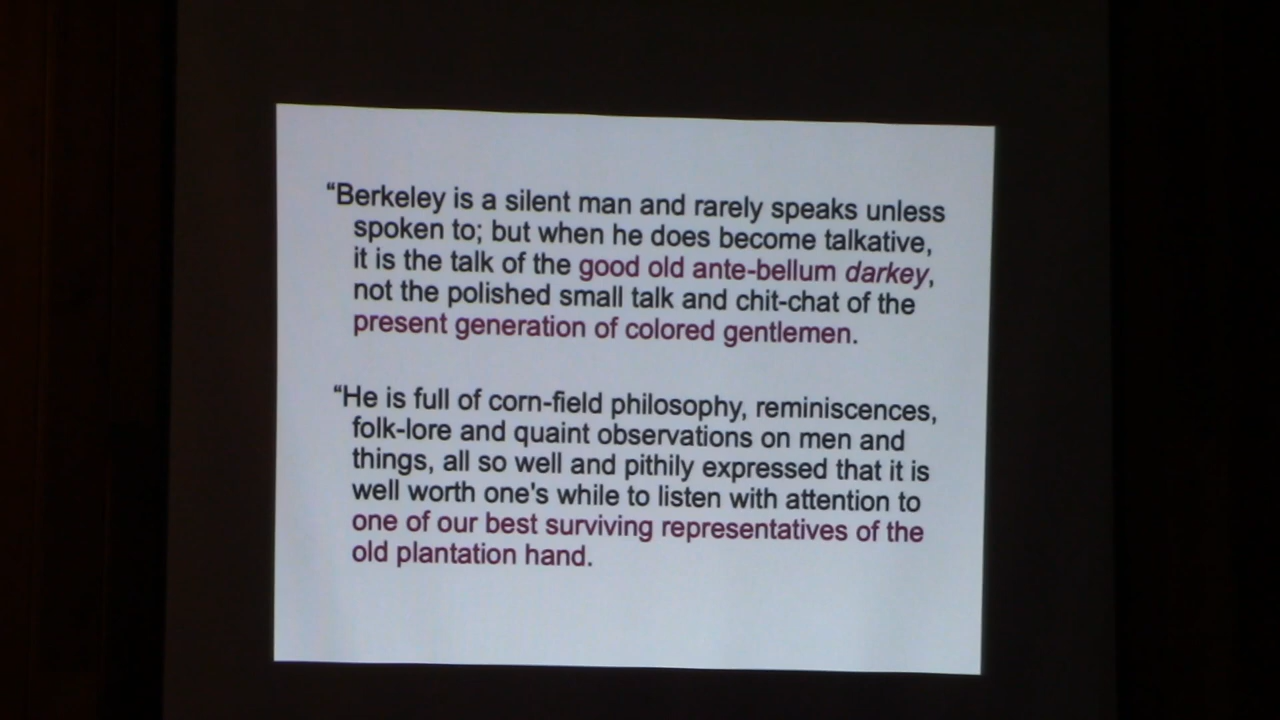 “Berkeley is a silent man and rarely speaks unless
spoken to; but when he does become talkative,
it is the talk of the good old ante-bellum darkey,
not the polished small talk and chit-chat of the
present generation of colored gentlemen.
“He is full of corn-field philosophy, reminiscences,
folk-lore and quaint observations on men and
things, all so well and pithily expressed that it is
well worth one's while to listen with attention to
one of our best surviving representatives of the
old plantation hand.